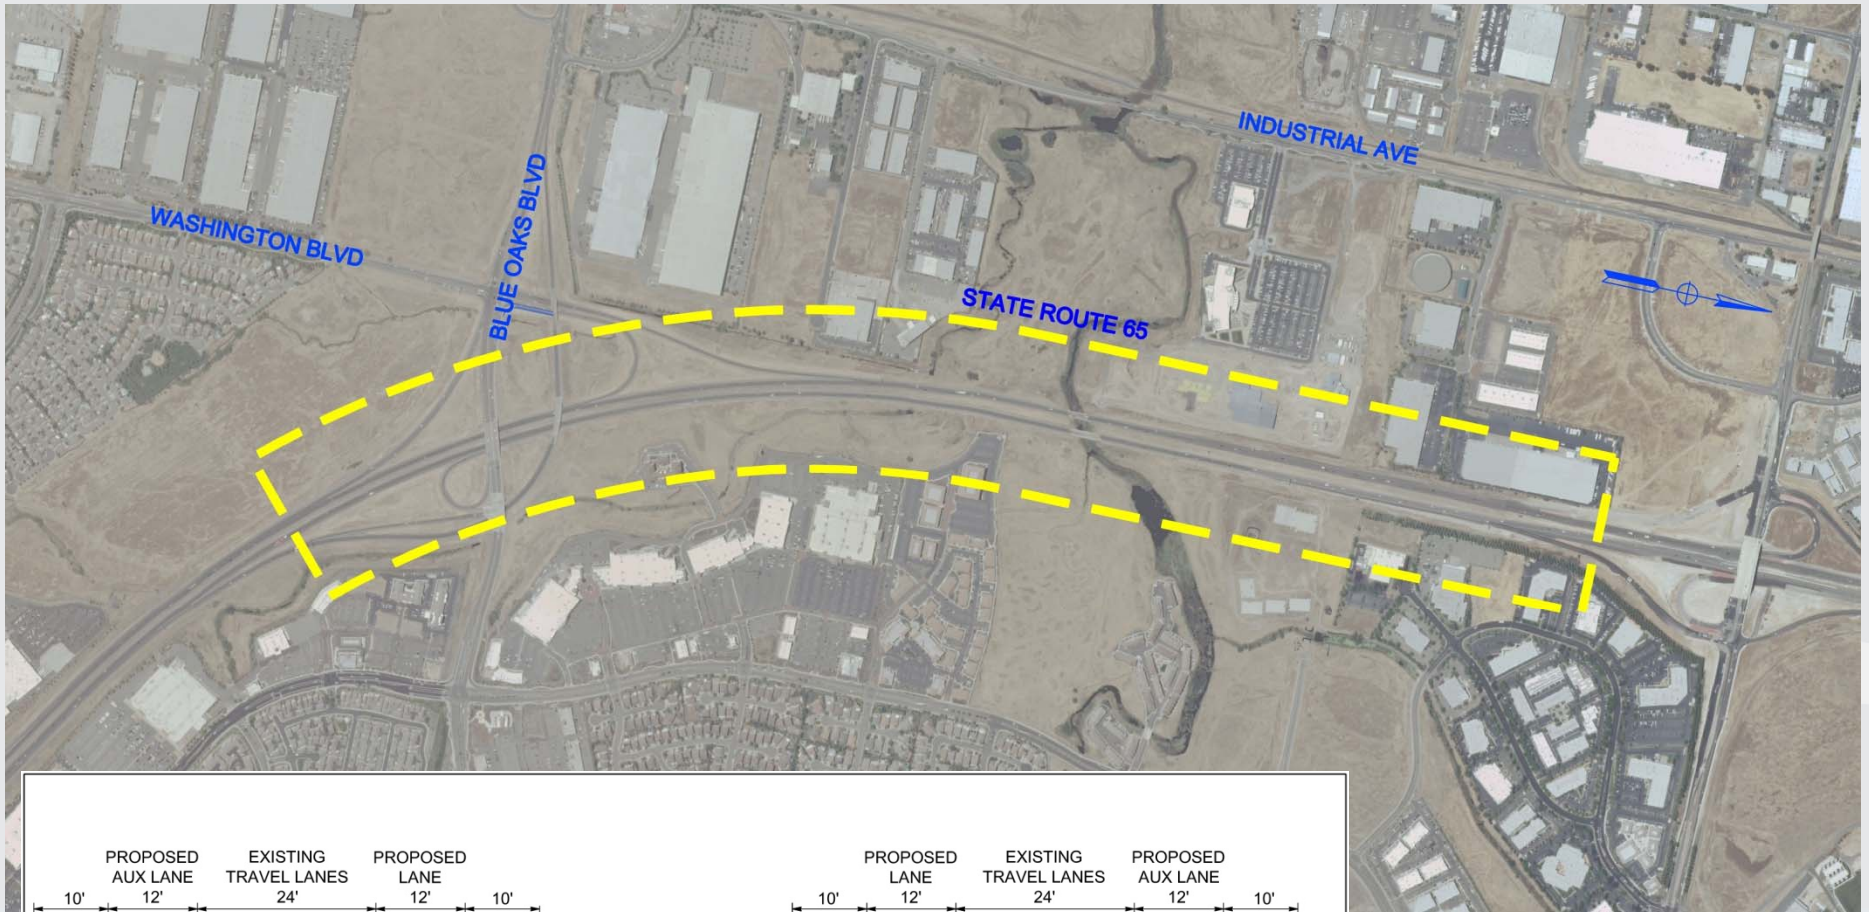 INDUSTRIAL AVE
WASHINGTON BLVD
BLUE OAKS BLVD
STATE ROUTE 65
PROPOSED EXISTING PROPOSED
AUX LANE TRAVEL LANES LANE
10' 12' 24' 12' 10'
PROPOSED EXISTING PROPOSED
LANE TRAVEL LANES AUX LANE
10' 12' 24' 12' 10'